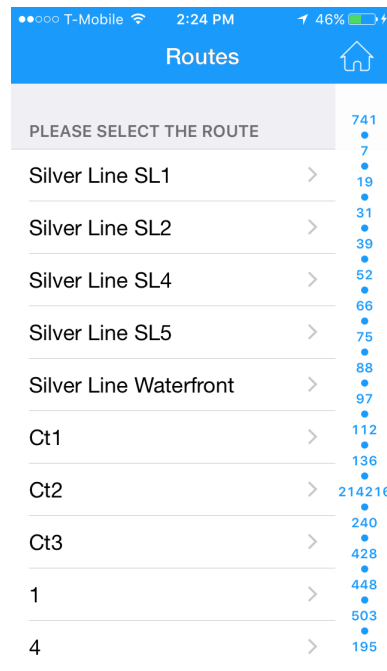 T-Mobile 2:24 PM 46%
Routes
PLEASE SELECT THE ROUTE
Silver Line SL1
Silver Line SL2
Silver Line SL4
Silver Line SL5
Silver Line Waterfront
Ct1
Ct2
Ct3
1
4
741
7
19
31
39
52
66
75
88
97
112
136
214216
240
428
448
503
195